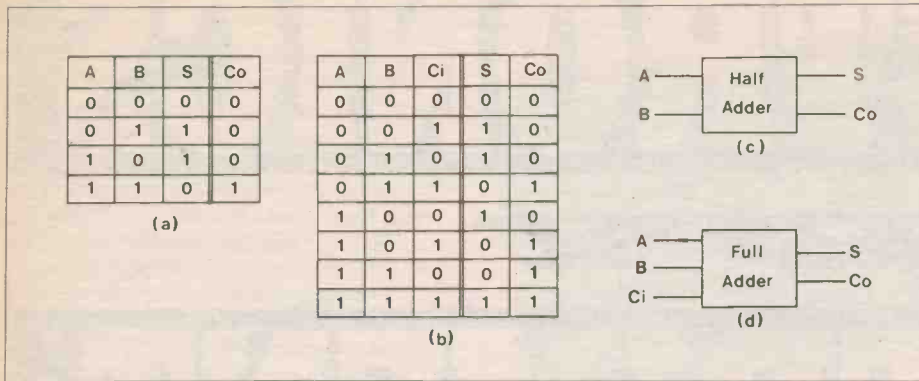 A B S Co
0 0 0 0
0 1 1 0
1 0 1 0
1 1 0 1
(a)
A B Ci S Co
0 0 0 0 0
0 0 1 1 0
0 1 0 1 0
0 1 1 0 1
1 0 0 1 0
1 0 1 0 1
1 1 0 0 1
1 1 1 1 1
(b)
A Half S
B Adder Co
(c)
A Full S
B Adder Co
Ci
(d)